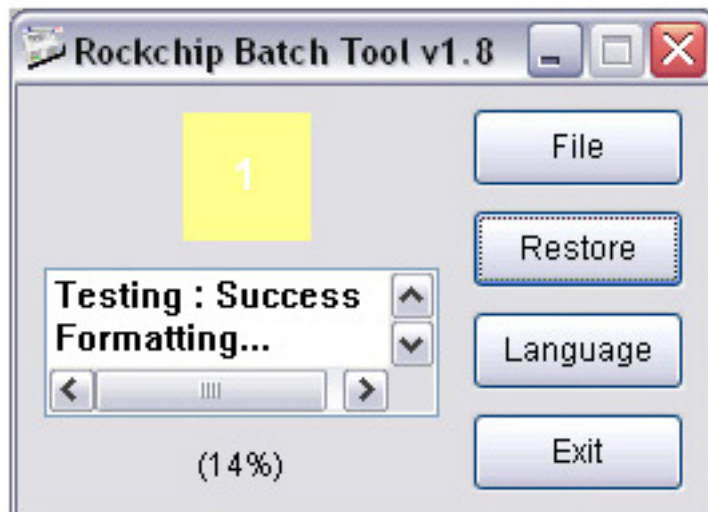 Rockchip Batch Tool v1.8
1
File
Restore
Testing : Success
Formatting...
Language
(14%)
Exit